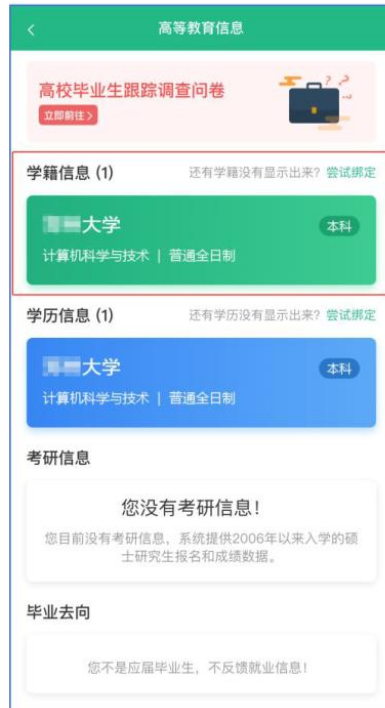 高等教育信息
高校毕业生跟踪调查问卷
立即前往>
学籍信息 (1) 还有学籍没有显示出来? 尝试绑定
大学 本科
计算机科学与技术 | 普通全日制
学历信息 (1) 还有学历没有显示出来? 尝试绑定
大学 本科
计算机科学与技术 | 普通全日制
考研信息
您没有考研信息!
您目前没有考研信息，系统提供2006年以来入学的硕
士研究生报名和成绩数据。
毕业去向
您不是应届毕业生，不反馈就业信息!